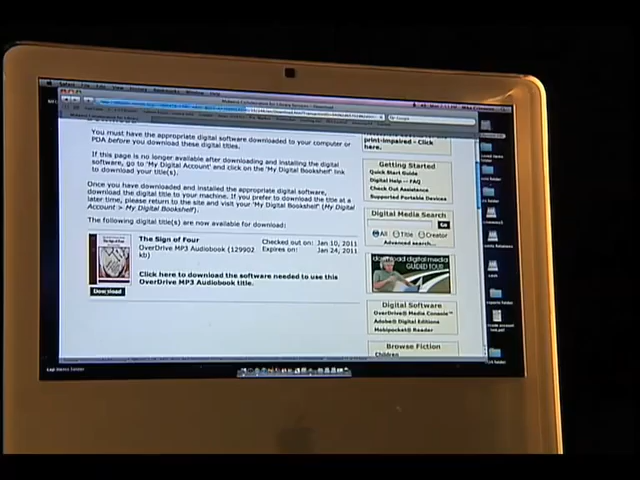 You must have the appropriate digital software downloaded to your computer or
PDA before you download these digital titles.
If this page is no longer available after downloading and installing the digital
software, go to 'My Digital Account' and click on the 'My Digital Bookshelf' link
to download your title(s).
Once you have downloaded and installed the appropriate digital software,
download the digital title to your machine. If you prefer to download the title at a
later time, please return to the site and visit your 'My Digital Bookshelf' (My Digital
Account > My Digital Bookshelf).
The following digital title(s) are now available for download:
The Sign of Four
OverDrive MP3 Audiobook (129902
kb)
Checked out on: Jan 10, 2011
Expires on: Jan 24, 2011
Click here to download the software needed to use this
OverDrive MP3 Audiobook title.
Download
print-impaired - Click
here.
Getting Started
Quick Start Guide
Digital Help -- FAQ
Check Out Assistance
Supported Portable Devices
Digital Media Search
Go
All Title Creator
Advanced search...
download digital media
GUIDED TOUR
Digital Software
OverDrive® Media Console™
Adobe® Digital Editions
Mobipocket® Reader
Browse Fiction
Children